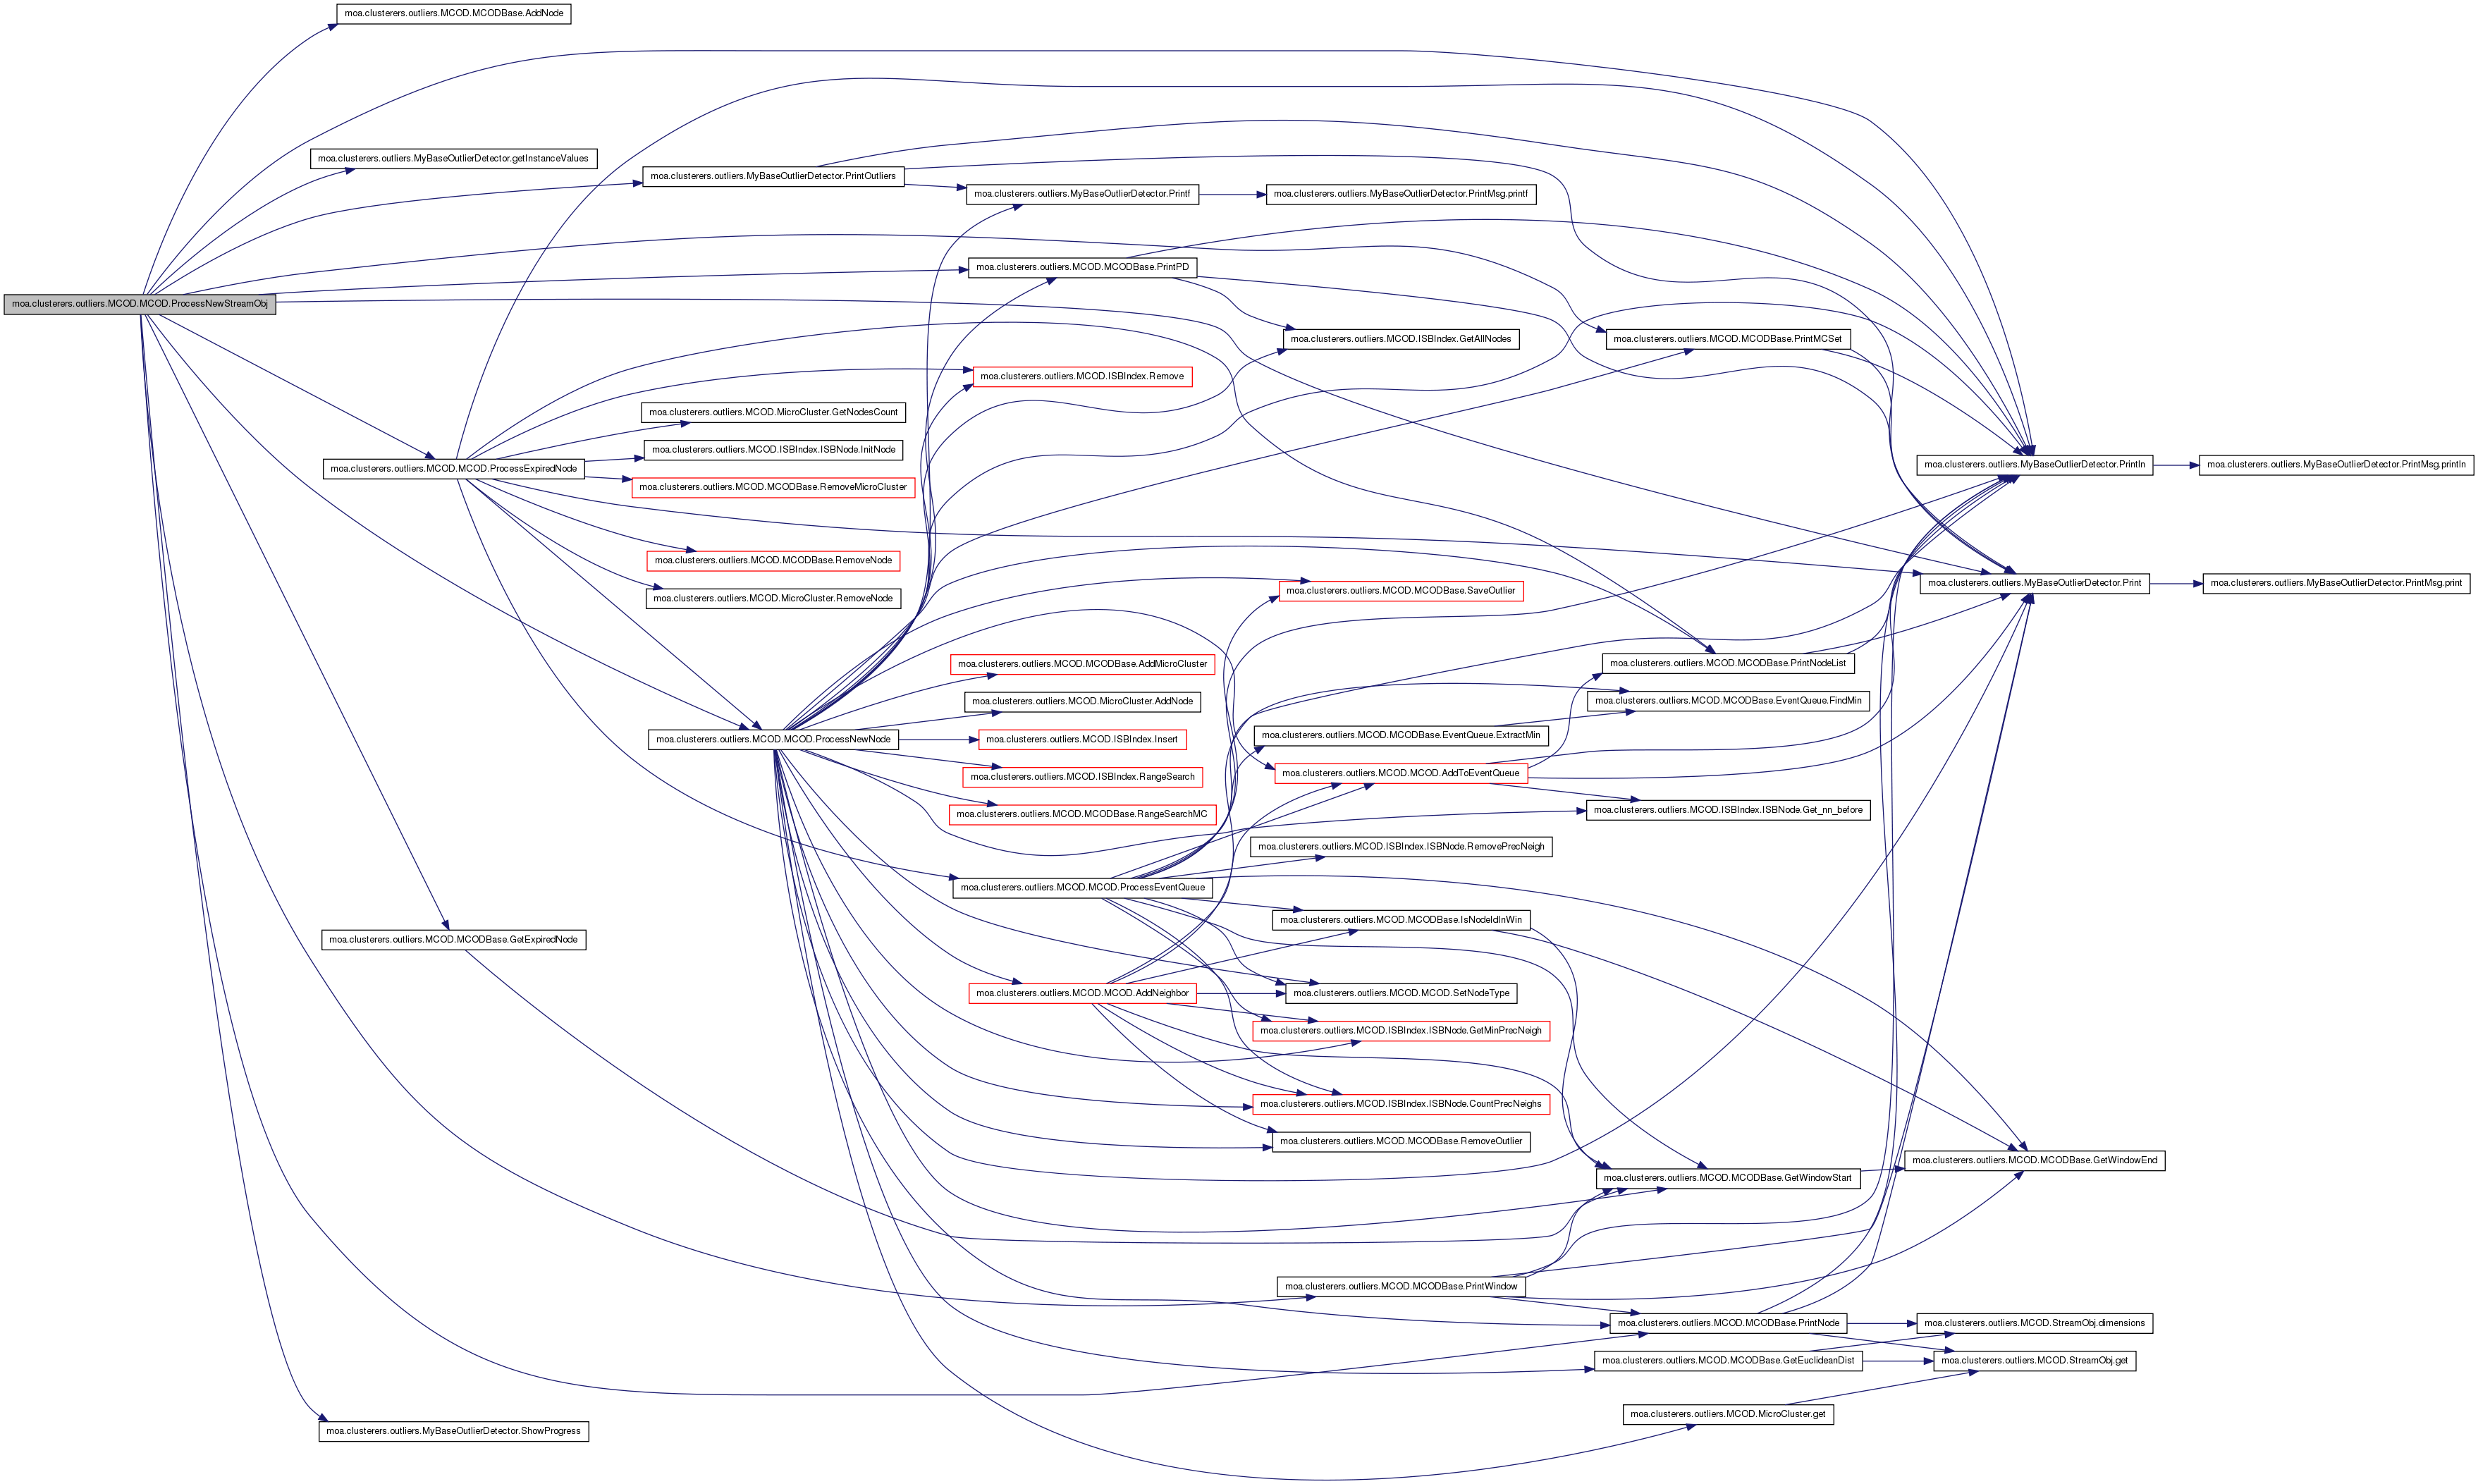 moa.clusterers.outliers.MCOD.MCODBase.AddNode
moa.clusterers.outliers.MyBaseOutlierDetector.getInstanceValues
moa.clusterers.outliers.MyBaseOutlierDetector.PrintOutliers
moa.clusterers.outliers.MyBaseOutlierDetector.Printf
moa.clusterers.outliers.MyBaseOutlierDetector.PrintMsg.printf
moa.clusterers.outliers.MCOD.MCODBase.PrintPD
moa.clusterers.outliers.MCOD.MCOD.ProcessNewStreamObj
moa.clusterers.outliers.MCOD.ISBIndex.GetAllNodes
moa.clusterers.outliers.MCOD.MCODBase.PrintMCSet
moa.clusterers.outliers.MCOD.ISBIndex.Remove
moa.clusterers.outliers.MCOD.MicroCluster.GetNodesCount
moa.clusterers.outliers.MCOD.ISBIndex.ISBNode.InitNode
moa.clusterers.outliers.MCOD.MCOD.ProcessExpiredNode
moa.clusterers.outliers.MyBaseOutlierDetector.Println
moa.clusterers.outliers.MyBaseOutlierDetector.PrintMsg.println
moa.clusterers.outliers.MCOD.MCODBase.RemoveMicroCluster
moa.clusterers.outliers.MCOD.MCODBase.RemoveNode
moa.clusterers.outliers.MCOD.MicroCluster.RemoveNode
moa.clusterers.outliers.MCOD.MCODBase.SaveOutlier
moa.clusterers.outliers.MyBaseOutlierDetector.Print
moa.clusterers.outliers.MyBaseOutlierDetector.PrintMsg.print
moa.clusterers.outliers.MCOD.MCODBase.AddMicroCluster
moa.clusterers.outliers.MCOD.MCODBase.PrintNodeList
moa.clusterers.outliers.MCOD.MicroCluster.AddNode
moa.clusterers.outliers.MCOD.MCODBase.EventQueue.FindMin
moa.clusterers.outliers.MCOD.MCOD.ProcessNewNode
moa.clusterers.outliers.MCOD.ISBIndex.Insert
moa.clusterers.outliers.MCOD.MCODBase.EventQueue.ExtractMin
moa.clusterers.outliers.MCOD.ISBIndex.RangeSearch
moa.clusterers.outliers.MCOD.MCOD.AddToEventQueue
moa.clusterers.outliers.MCOD.MCODBase.RangeSearchMC
moa.clusterers.outliers.MCOD.ISBIndex.ISBNode.Get_nn_before
moa.clusterers.outliers.MCOD.ISBIndex.ISBNode.RemovePrecNeigh
moa.clusterers.outliers.MCOD.MCOD.ProcessEventQueue
moa.clusterers.outliers.MCOD.MCODBase.IsNodeIdInWin
moa.clusterers.outliers.MCOD.MCODBase.GetExpiredNode
moa.clusterers.outliers.MCOD.MCOD.AddNeighbor
moa.clusterers.outliers.MCOD.MCOD.SetNodeType
moa.clusterers.outliers.MCOD.ISBIndex.ISBNode.GetMinPrecNeigh
moa.clusterers.outliers.MCOD.ISBIndex.ISBNode.CountPrecNeighs
moa.clusterers.outliers.MCOD.MCODBase.RemoveOutlier
moa.clusterers.outliers.MCOD.MCODBase.GetWindowEnd
moa.clusterers.outliers.MCOD.MCODBase.GetWindowStart
moa.clusterers.outliers.MCOD.MCODBase.PrintWindow
moa.clusterers.outliers.MCOD.MCODBase.PrintNode
moa.clusterers.outliers.MCOD.StreamObj.dimensions
moa.clusterers.outliers.MCOD.MCODBase.GetEuclideanDist
moa.clusterers.outliers.MCOD.StreamObj.get
moa.clusterers.outliers.MCOD.MicroCluster.get
moa.clusterers.outliers.MyBaseOutlierDetector.ShowProgress